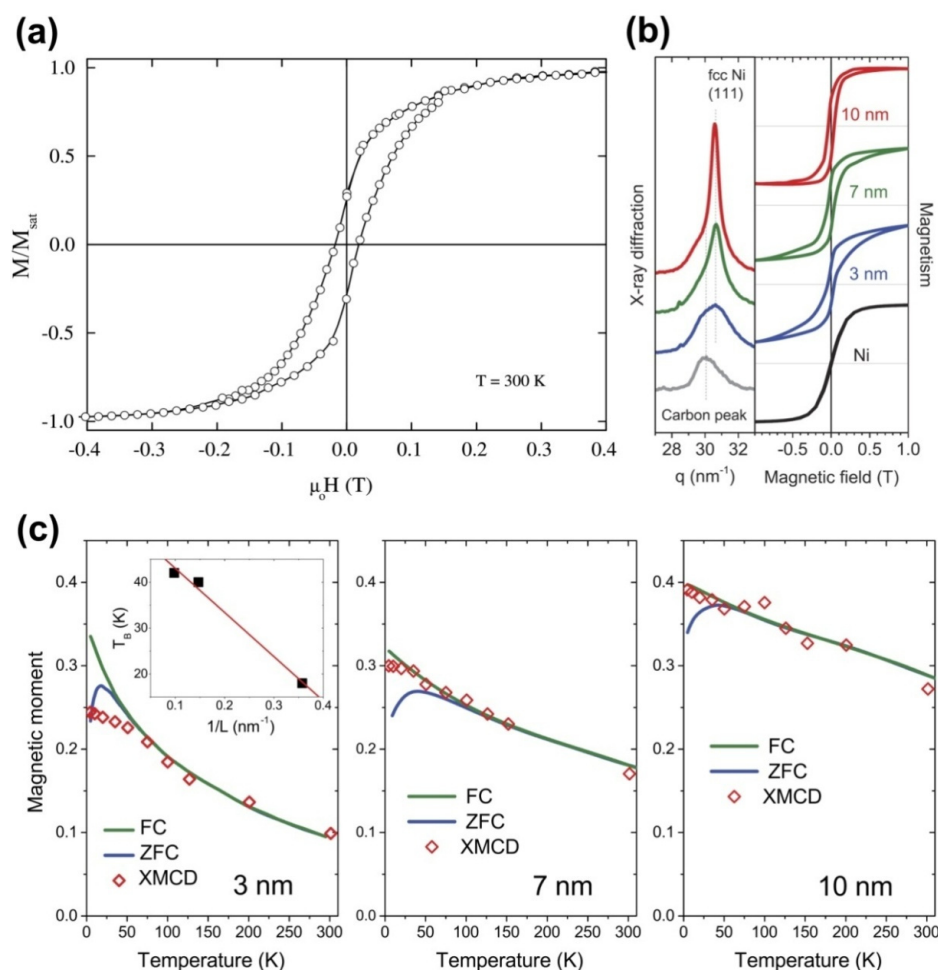 (a)
1.0
0.5
0.0
-0.5
-1.0
M/Msat
T = 300 K
-0.4 -0.3 -0.2 -0.1 0.0 0.1 0.2 0.3 0.4
μoH (T)
(b)
fcc Ni
(111)
10 nm
7 nm
3 nm
Ni
Carbon peak
X-ray diffraction
Magnetism
28 30 32
-0.5 0.0 0.5 1.0
q (nm-1)
Magnetic field (T)
(c)
0.4
0.3
0.2
0.1
0.0
Magnetic moment
40
30
20
TB (K)
0.1 0.2 0.3 0.4
1/L (nm-1)
FC
ZFC
XMCD
3 nm
0 50 100 150 200 250 300
Temperature (K)
0.4
0.3
0.2
0.1
0.0
FC
ZFC
XMCD
7 nm
0 50 100 150 200 250 300
Temperature (K)
0.4
0.3
0.2
0.1
0.0
FC
ZFC
XMCD
10 nm
0 50 100 150 200 250 300
Temperature (K)